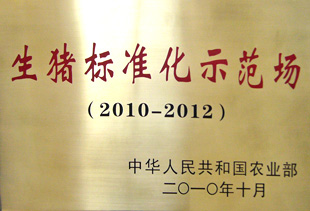 生猪标准化示范场
(2010-2012)
中华人民共和国农业部
二〇一〇年十月